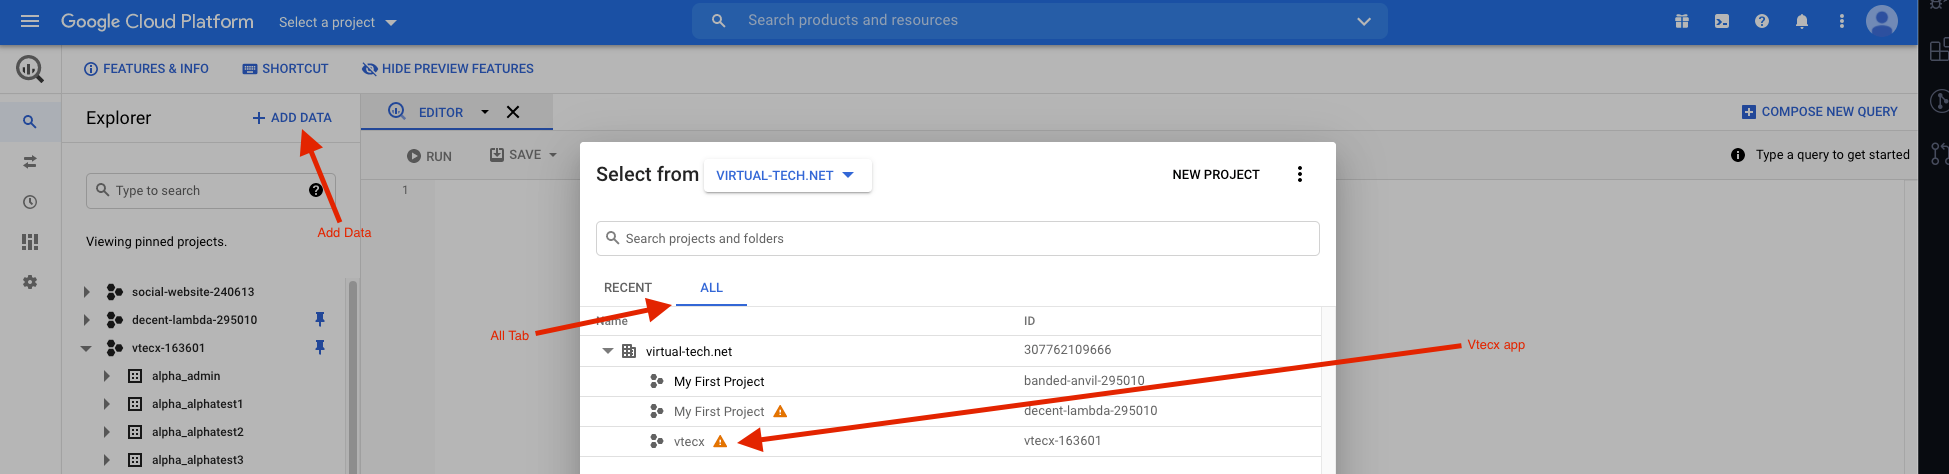 Google Cloud Platform Select a project Search products and resources
FEATURES & INFO SHORTCUT HIDE PREVIEW FEATURES
Explorer + ADD DATA EDITOR COMPOSE NEW QUERY
RUN SAVE Type a query to get started
Type to search 1
Add Data
Viewing pinned projects.
social-website-240613
decent-lambda-295010
vtecx-163601
alpha_admin
alpha_alphatest1
alpha_alphatest2
alpha_alphatest3
Select from VIRTUAL-TECH.NET NEW PROJECT
Search projects and folders
RECENT ALL
All Tab
Name ID
virtual-tech.net 307762109666
Vtecx app
My First Project banded-anvil-295010
My First Project decent-lambda-295010
vtecx vtecx-163601